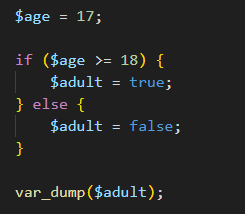 $age = 17;

if ($age >= 18) {
    $adult = true;
} else {
    $adult = false;
}

var_dump($adult);